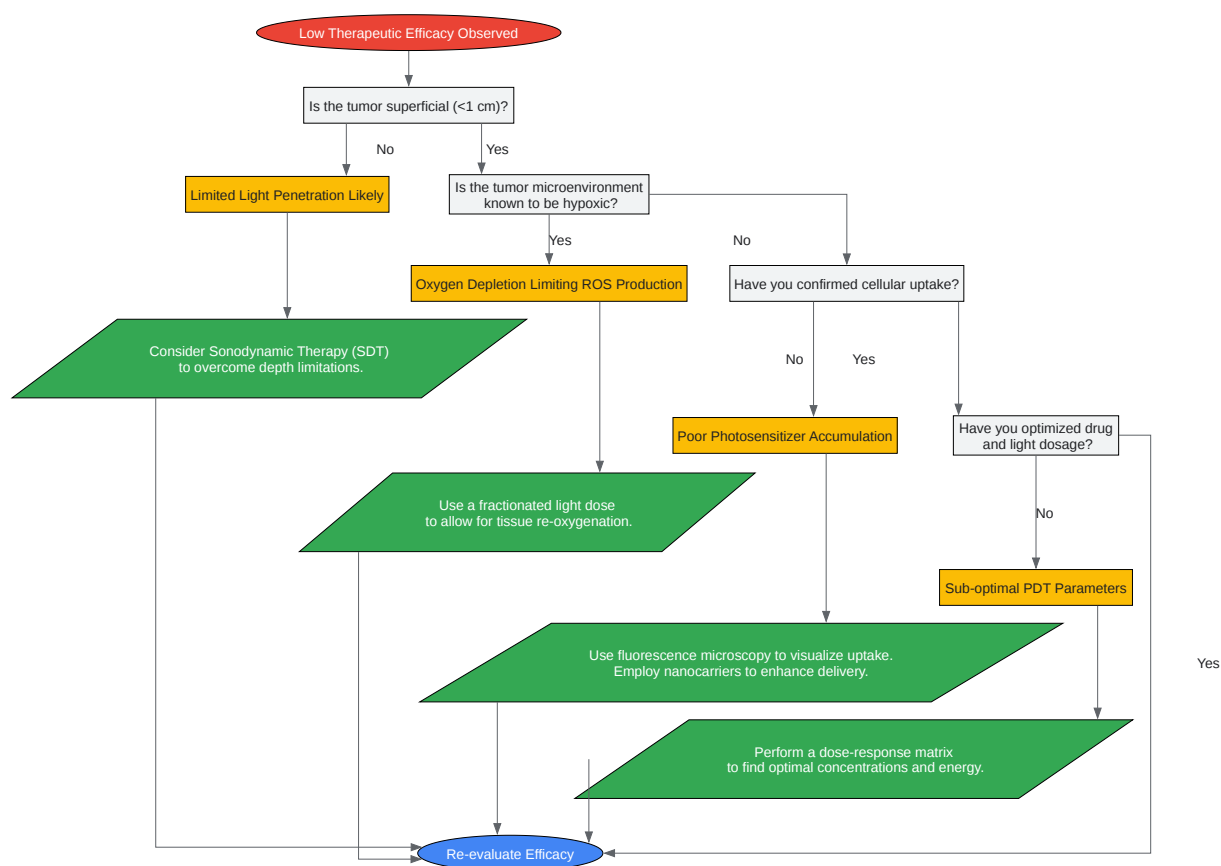 Low Therapeutic Efficacy Observed
Is the tumor superficial (<1 cm)?
No
Yes
Limited Light Penetration Likely
Is the tumor microenvironment
known to be hypoxic?
Yes
No
Oxygen Depletion Limiting ROS Production
Have you confirmed cellular uptake?
Consider Sonodynamic Therapy (SDT)
to overcome depth limitations.
No
Yes
Poor Photosensitizer Accumulation
Have you optimized drug
and light dosage?
Use a fractionated light dose
to allow for tissue re-oxygenation.
No
Sub-optimal PDT Parameters
Use fluorescence microscopy to visualize uptake.
Employ nanocarriers to enhance delivery.
Yes
Perform a dose-response matrix
to find optimal concentrations and energy.
Re-evaluate Efficacy